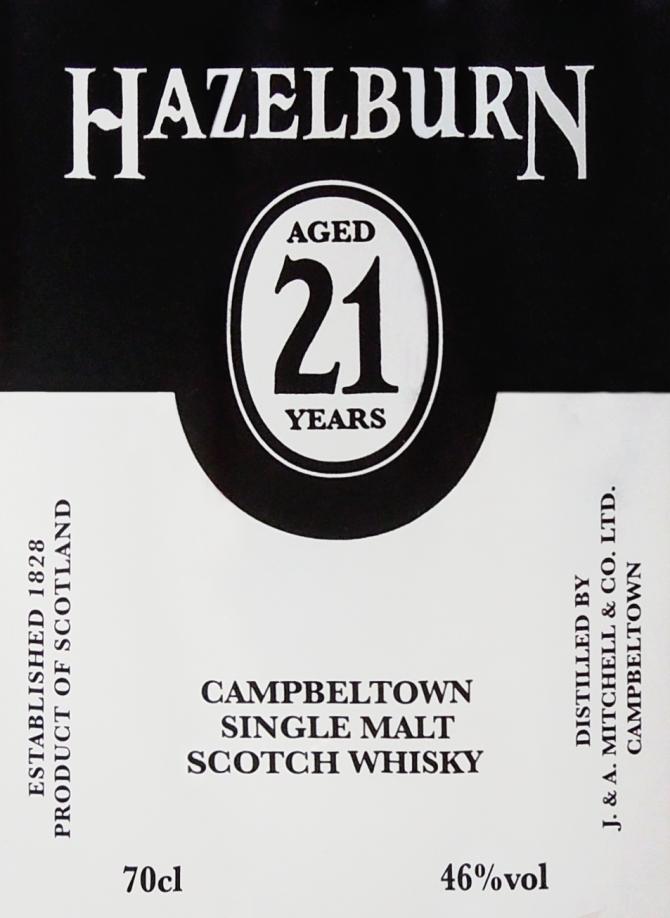 HAZELBURN
AGED
21
YEARS
ESTABLISHED 1828
PRODUCT OF SCOTLAND
CAMPBELTOWN
SINGLE MALT
SCOTCH WHISKY
DISTILLED BY
J. & A. MITCHELL & CO. LTD.
CAMPBELTOWN
70cl
46%vol